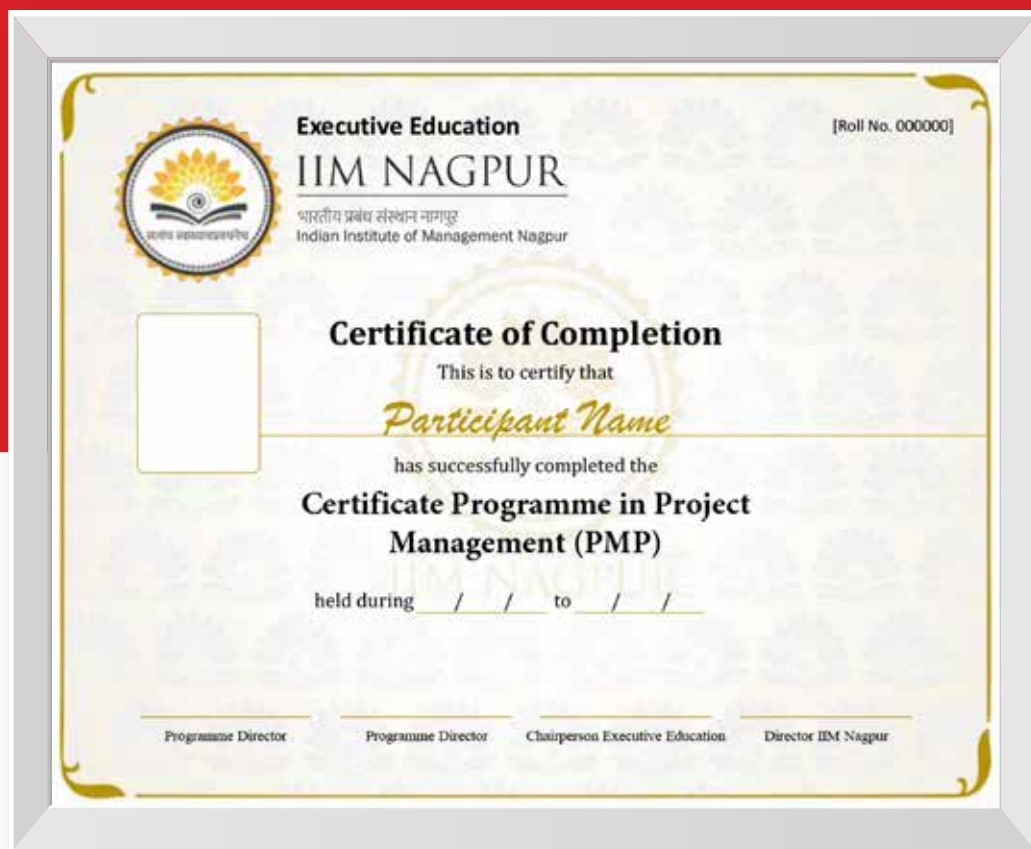 Executive Education
[Roll No. 000000]
IIM NAGPUR
भारतीय प्रबंध संस्थान नागपुर
Indian Institute of Management Nagpur
Certificate of Completion
This is to certify that
Participant Name
has successfully completed the
Certificate Programme in Project
Management (PMP)
IIM NAGPUR
held during / / to / /
Programme Director Programme Director Chairperson Executive Education Director IIM Nagpur